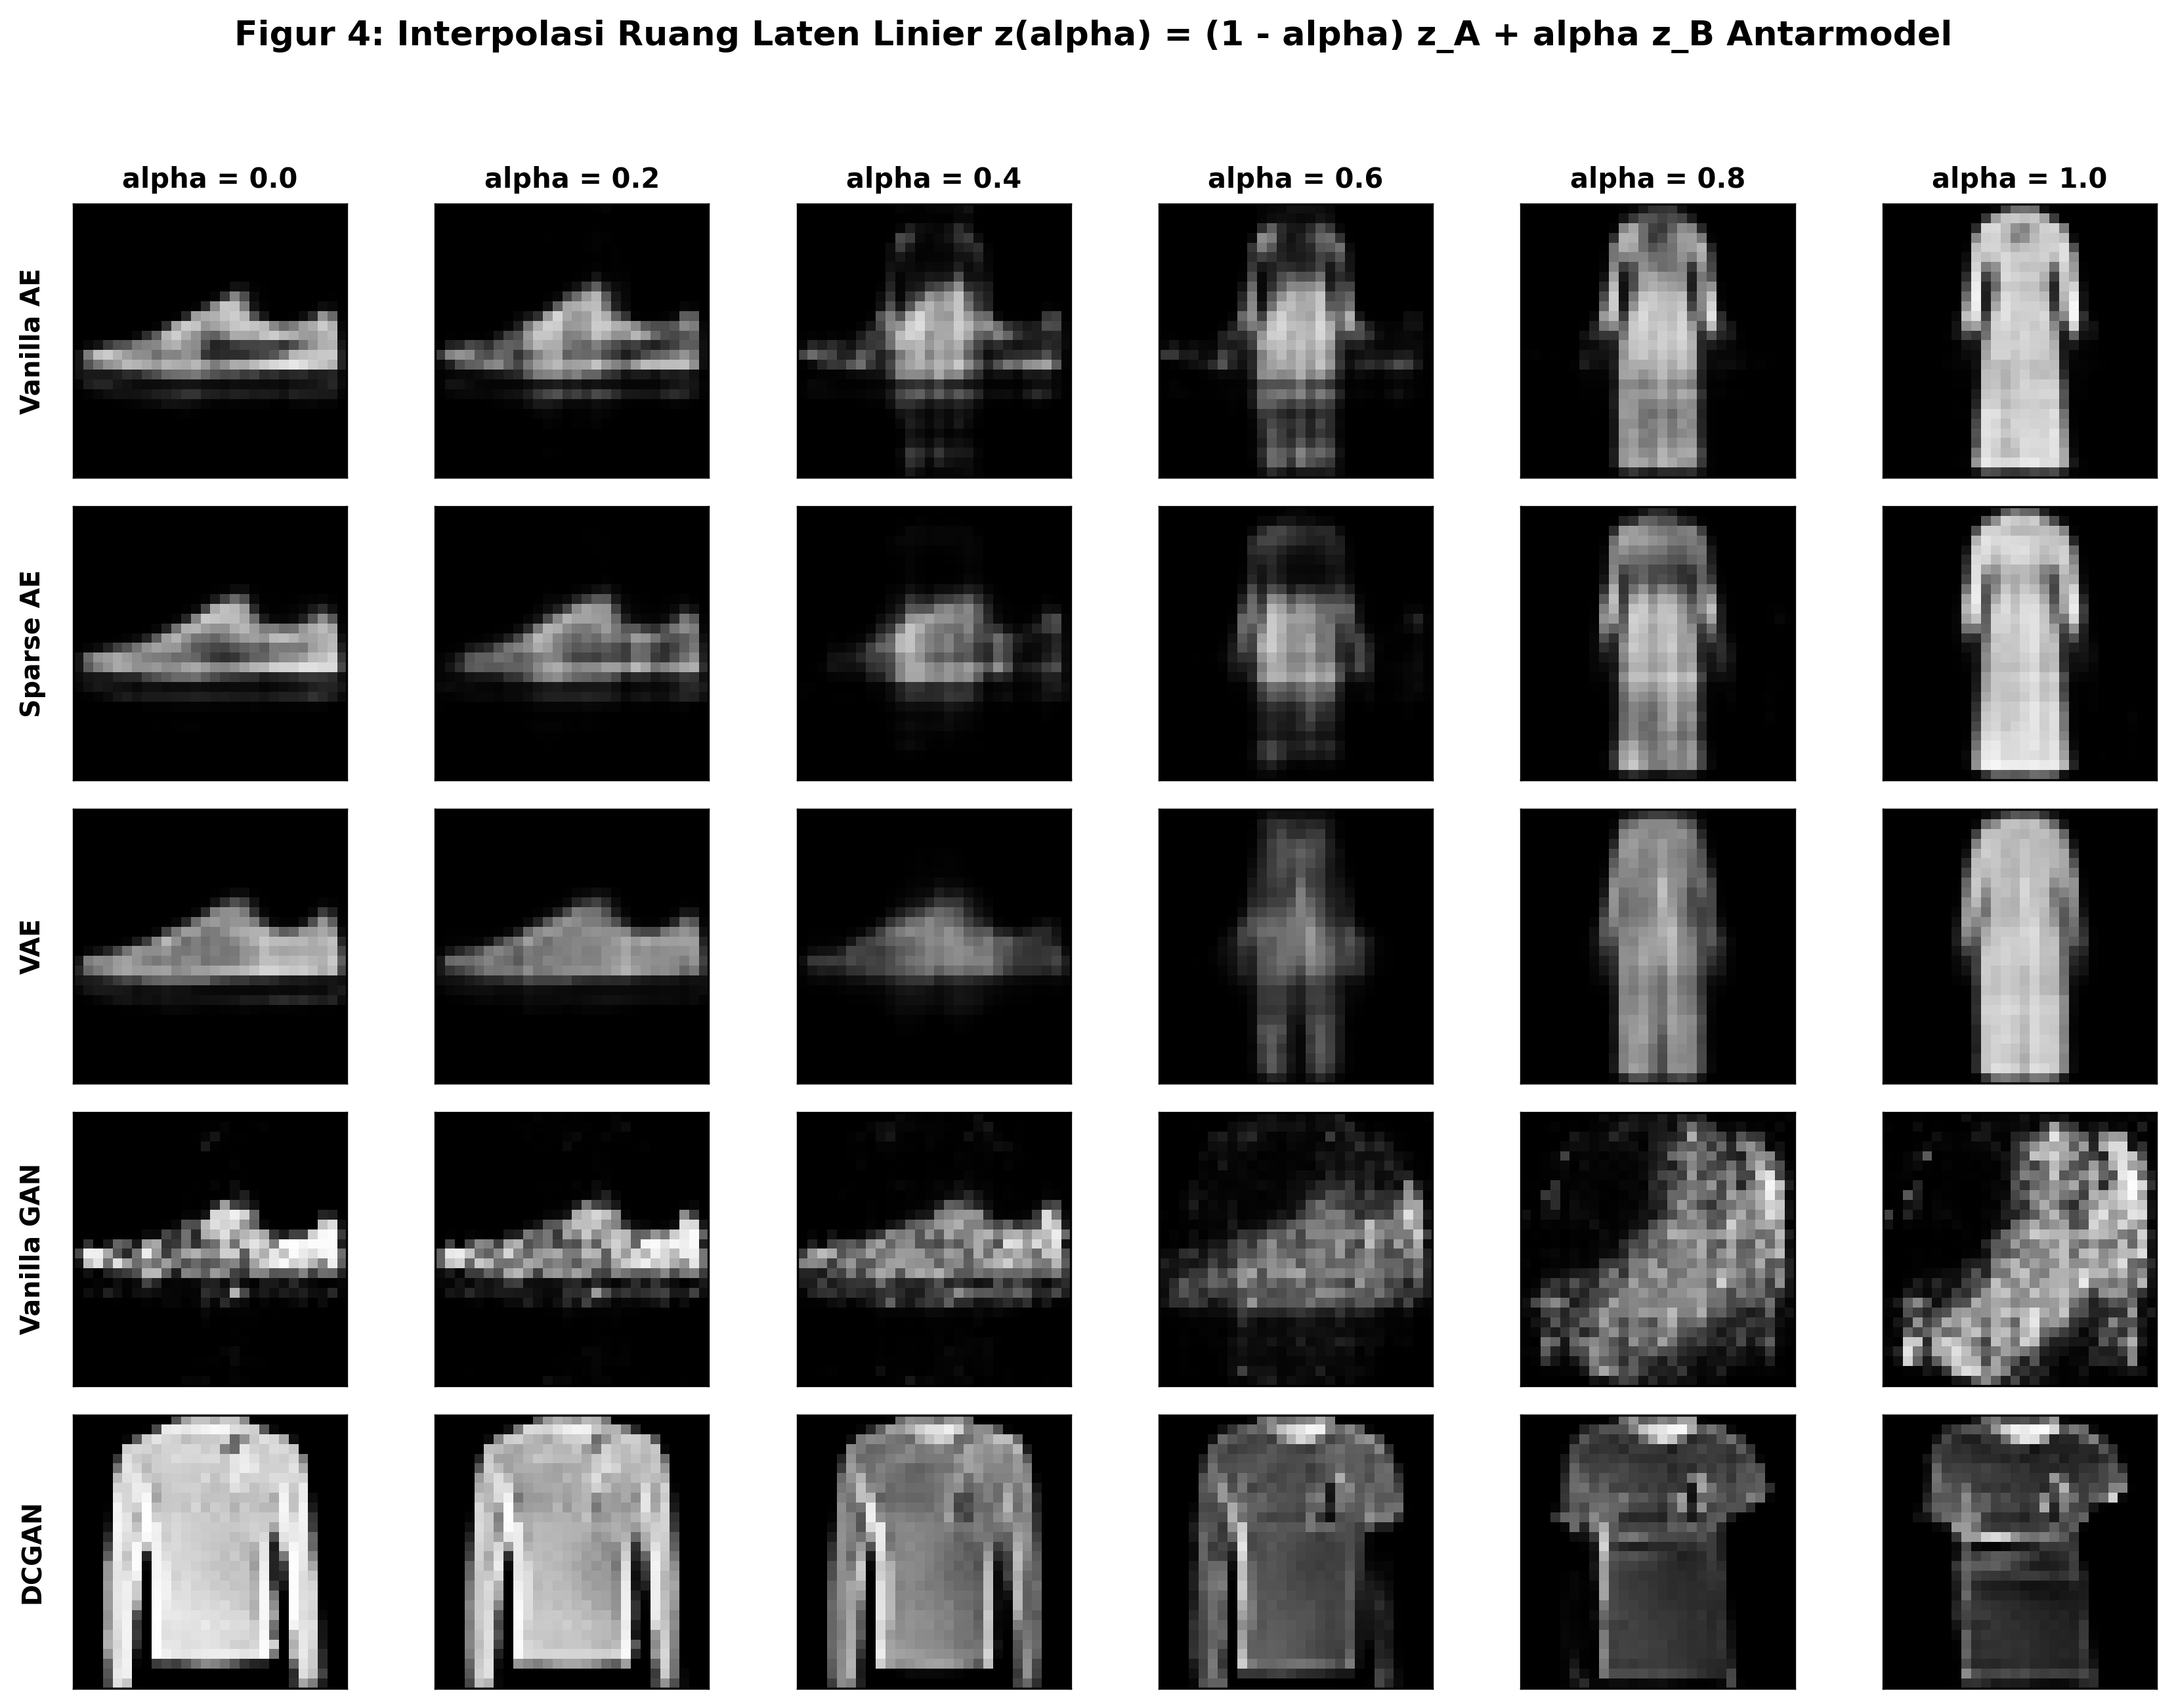 Figur 4: Interpolasi Ruang Laten Linier z(alpha) = (1 - alpha) z_A + alpha z_B Antarmodel
alpha = 0.0
alpha = 0.2
alpha = 0.4
alpha = 0.6
alpha = 0.8
alpha = 1.0
Vanilla AE
Sparse AE
VAE
Vanilla GAN
DCGAN